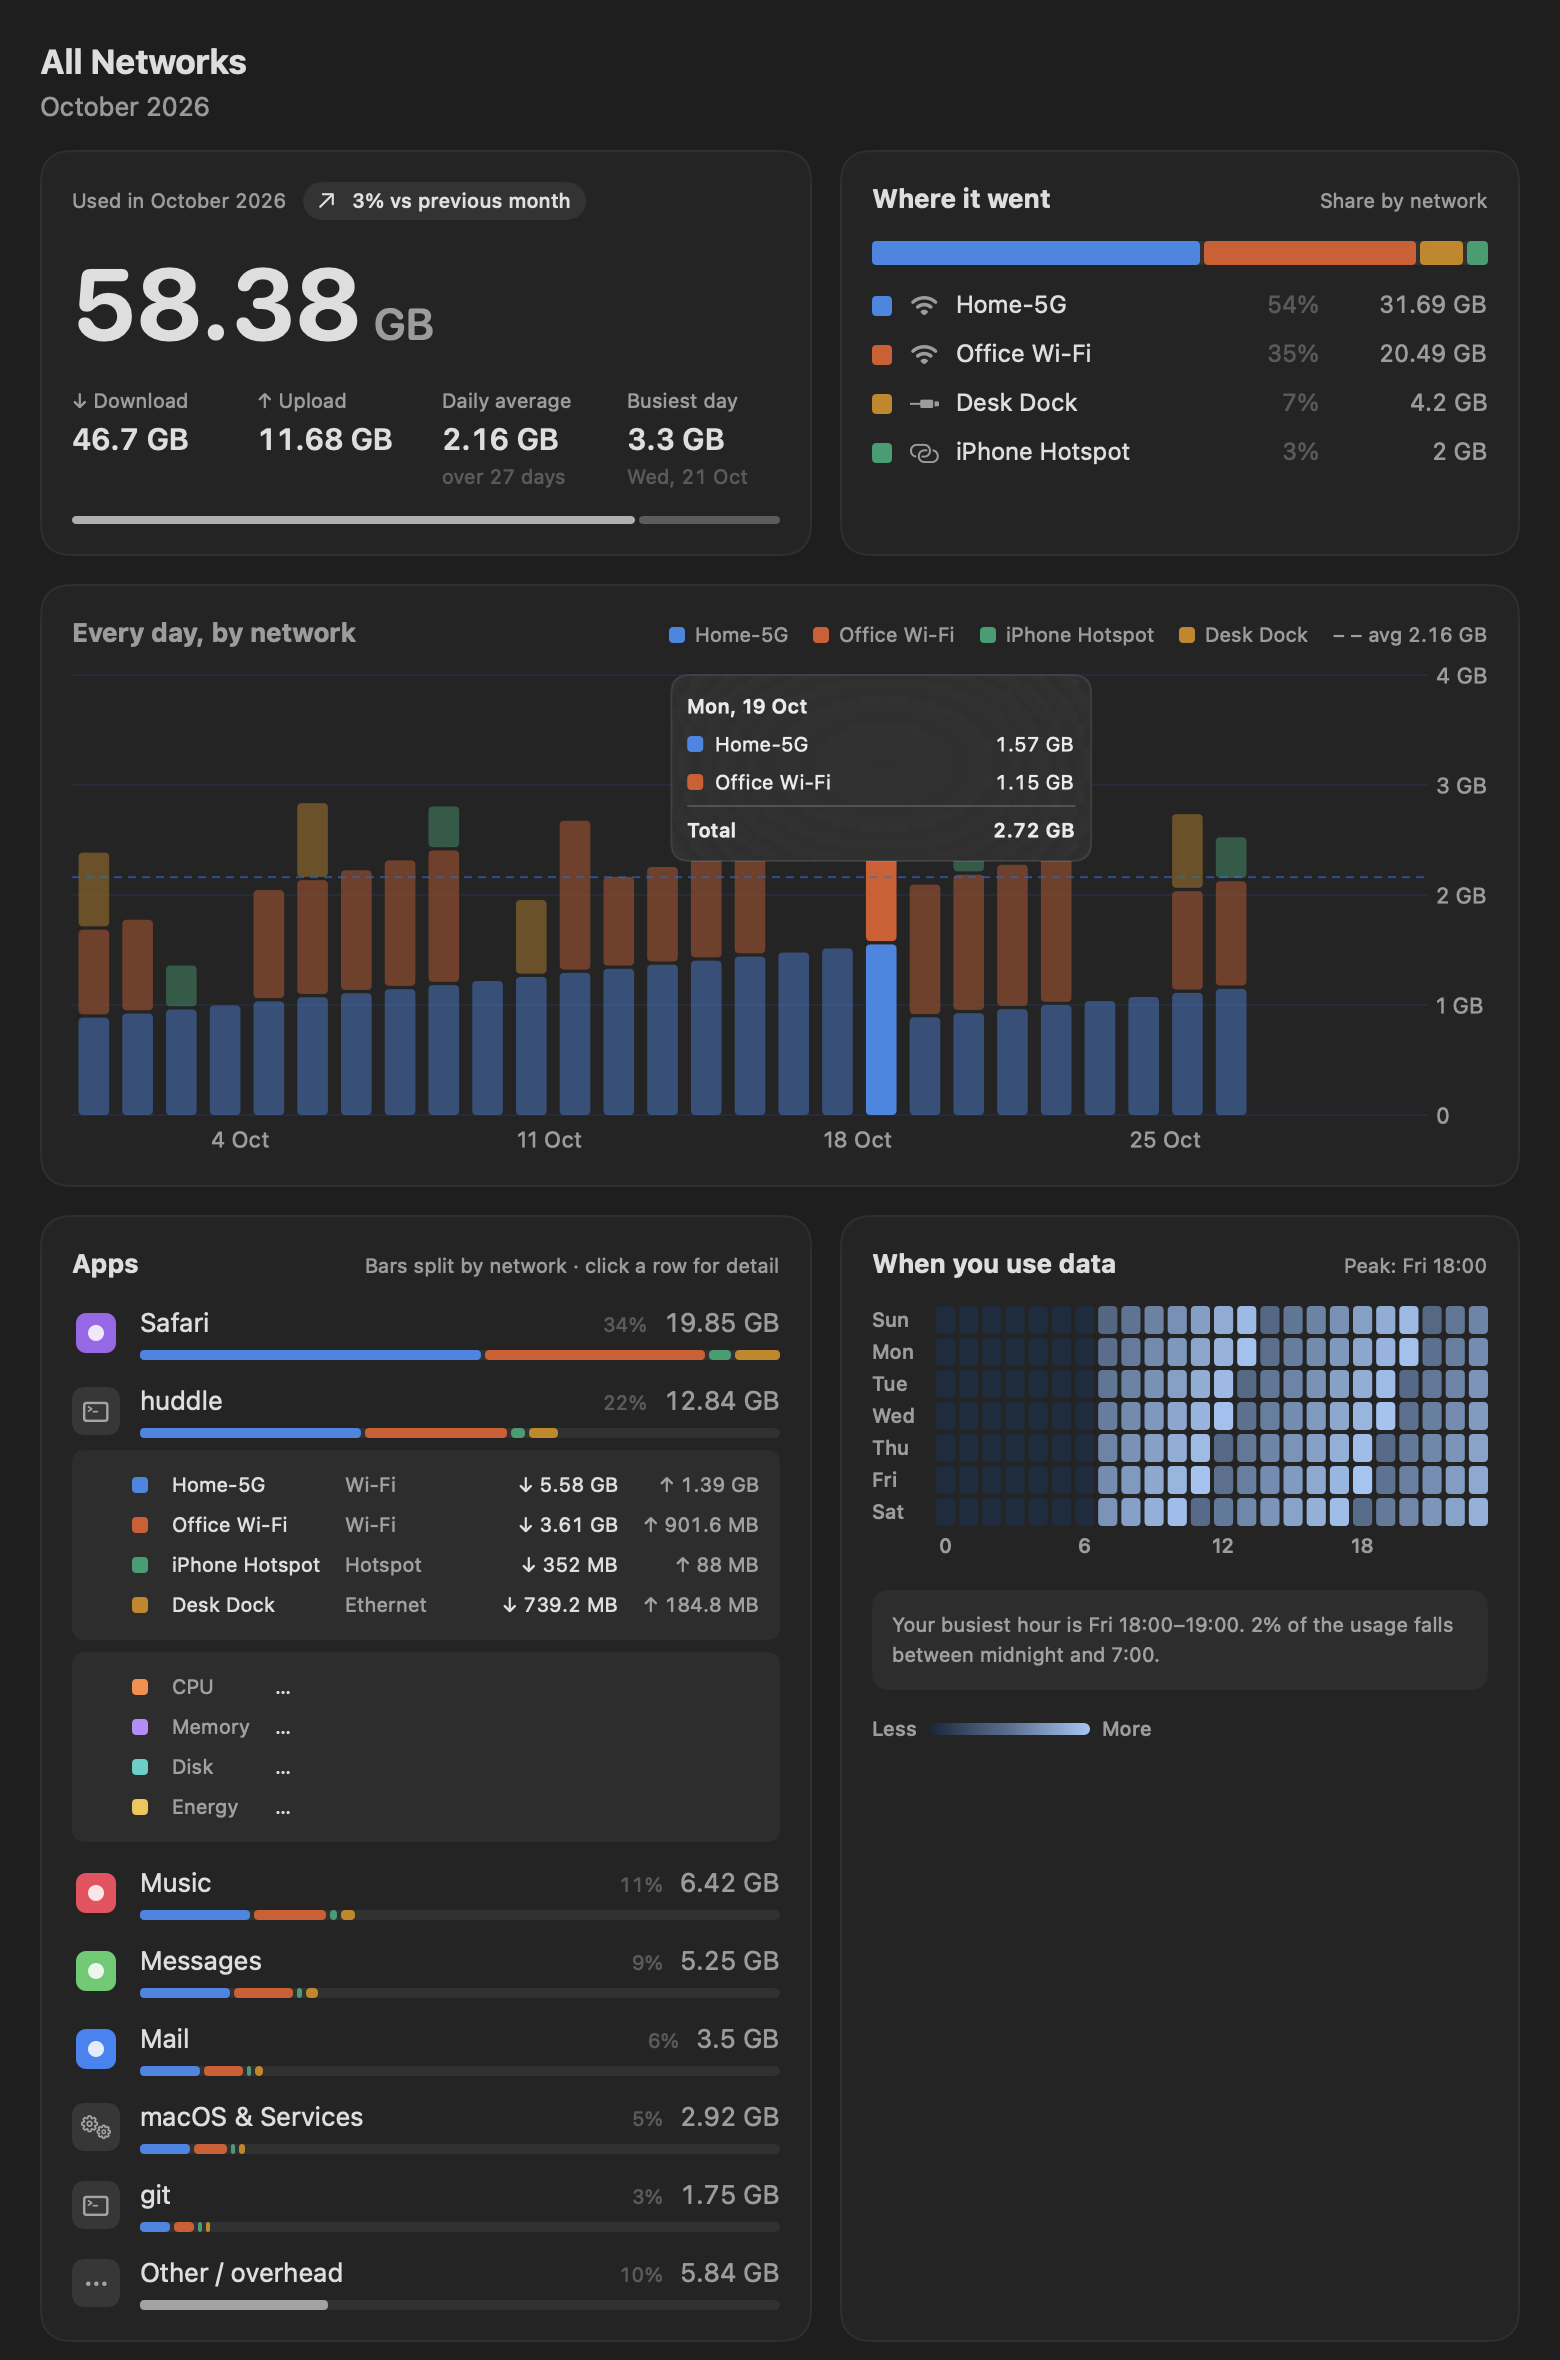 All Networks
October 2026
Used in October 2026
↗ 3% vs previous month
58.38 GB
↓ Download
46.7 GB
↑ Upload
11.68 GB
Daily average
2.16 GB
over 27 days
Busiest day
3.3 GB
Wed, 21 Oct
Where it went
Share by network
Home-5G 54% 31.69 GB
Office Wi-Fi 35% 20.49 GB
Desk Dock 7% 4.2 GB
iPhone Hotspot 3% 2 GB
Every day, by network
Home-5G Office Wi-Fi iPhone Hotspot Desk Dock – – avg 2.16 GB
4 GB
Mon, 19 Oct
Home-5G 1.57 GB
Office Wi-Fi 1.15 GB
Total 2.72 GB
3 GB
2 GB
1 GB
0
4 Oct 11 Oct 18 Oct 25 Oct
Apps
Bars split by network · click a row for detail
Safari 34% 19.85 GB
huddle 22% 12.84 GB
Home-5G Wi-Fi ↓ 5.58 GB ↑ 1.39 GB
Office Wi-Fi Wi-Fi ↓ 3.61 GB ↑ 901.6 MB
iPhone Hotspot Hotspot ↓ 352 MB ↑ 88 MB
Desk Dock Ethernet ↓ 739.2 MB ↑ 184.8 MB
CPU ...
Memory ...
Disk ...
Energy ...
Music 11% 6.42 GB
Messages 9% 5.25 GB
Mail 6% 3.5 GB
macOS & Services 5% 2.92 GB
git 3% 1.75 GB
Other / overhead 10% 5.84 GB
When you use data
Peak: Fri 18:00
Sun
Mon
Tue
Wed
Thu
Fri
Sat
0 6 12 18
Your busiest hour is Fri 18:00–19:00. 2% of the usage falls
between midnight and 7:00.
Less More